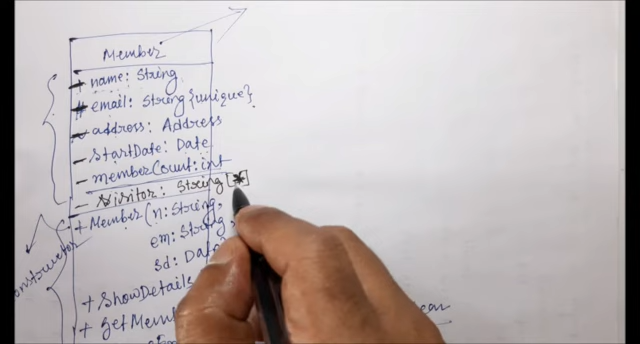 Member
+ name: String
# email: String {unique}
~ address: Address
- StartDate: Date
- memberCount: int
- Visitor: String [*]
+ Member (n: String,
em: String,
sd: Date
Constructor
+ ShowDetails
+ GetMemb